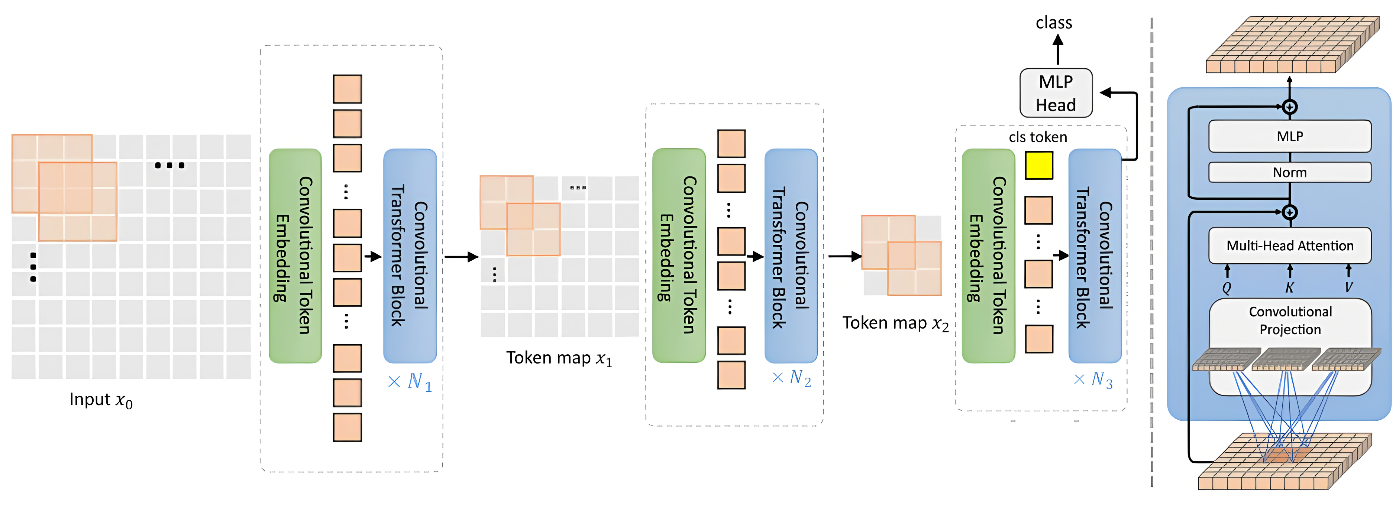 Input x₀
Convolutional Token
Embedding
Convolutional
Transformer Block
× N₁
Token map x₁
Convolutional Token
Embedding
Convolutional
Transformer Block
× N₂
Token map x₂
class
MLP
Head
cls token
Convolutional Token
Embedding
Convolutional
Transformer Block
× N₃
MLP
Norm
Multi-Head Attention
Q K V
Convolutional
Projection